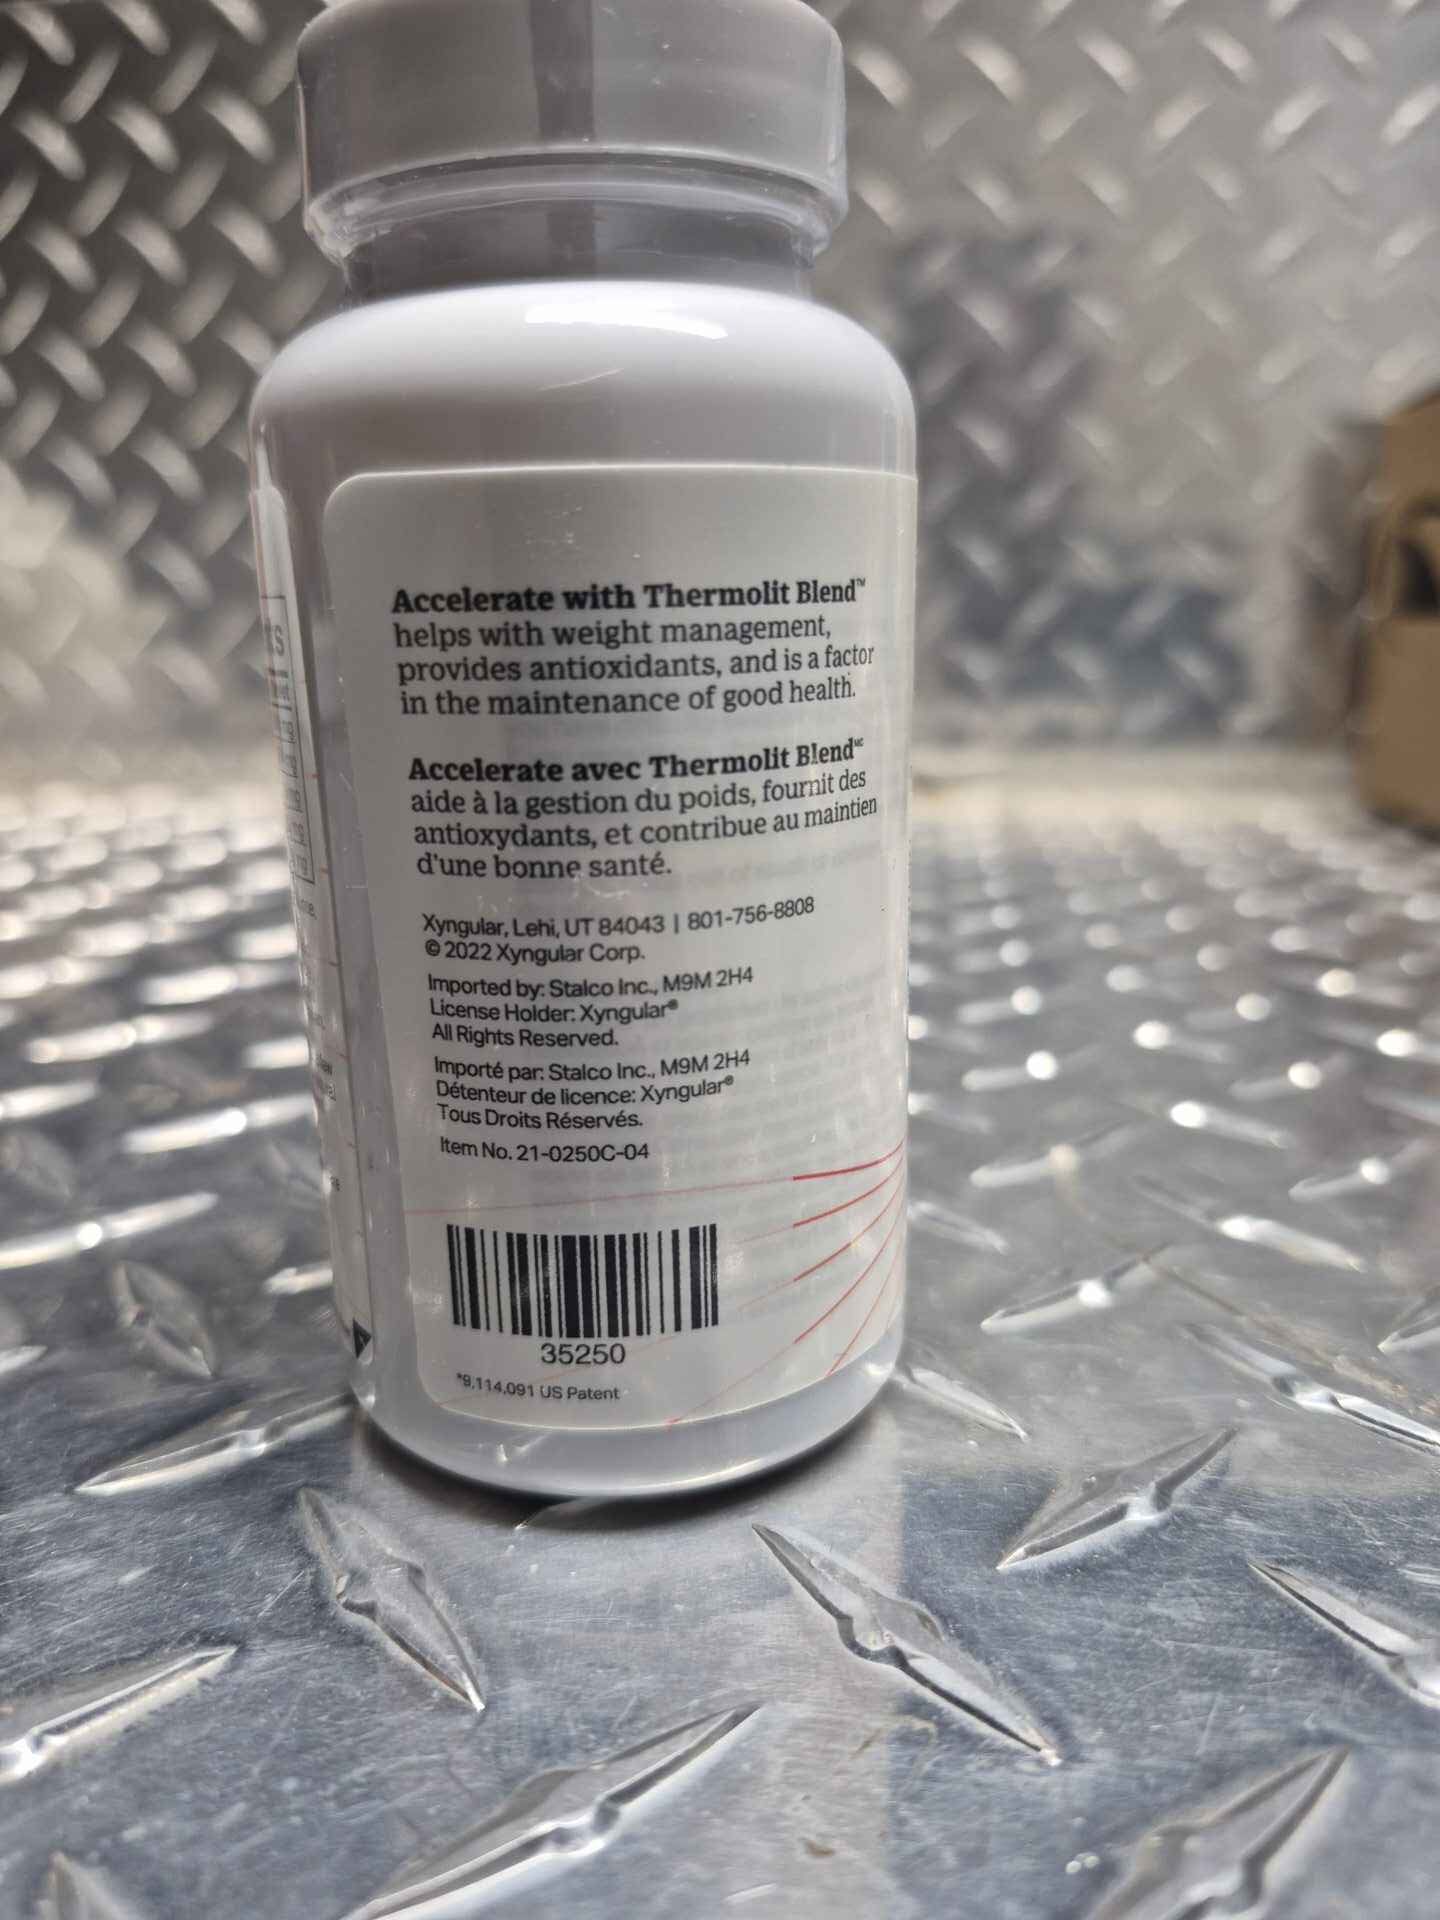 Accelerate with Thermolit Blend™
helps with weight management,
provides antioxidants, and is a factor
in the maintenance of good health.
Accelerate avec Thermolit Blend MC
aide à la gestion du poids, fournit des
antioxydants, et contribue au maintien
d'une bonne santé.
Xyngular, Lehi, UT 84043 | 801-756-8808
© 2022 Xyngular Corp.
Imported by: Stalco Inc., M9M 2H4
License Holder: Xyngular®
All Rights Reserved.
Importé par: Stalco Inc., M9M 2H4
Détenteur de licence: Xyngular®
Tous Droits Réservés.
Item No. 21-0250C-04
35250
*9,114,091 US Patent